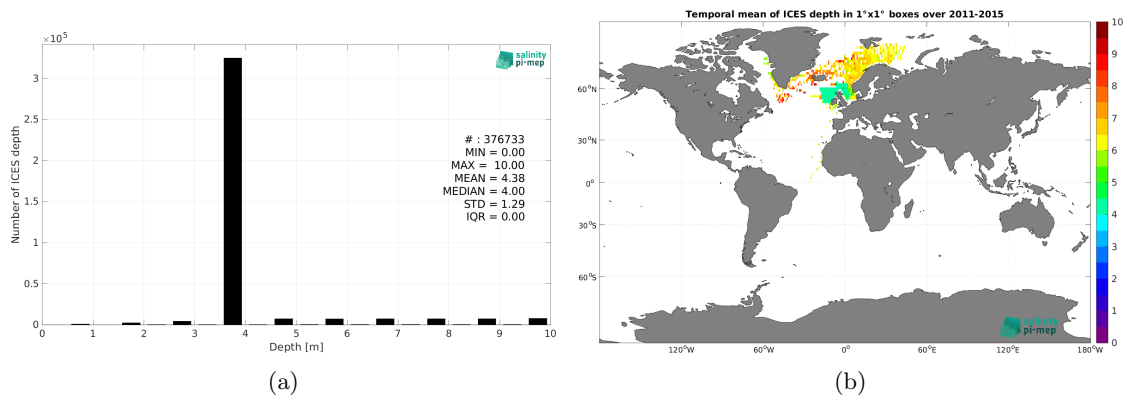 ×10⁵
salinity
pi-mep
3
2.5
2
1.5
1
0.5
0
Number of ICES depth
# : 376733
MIN = 0.00
MAX = 10.00
MEAN = 4.38
MEDIAN = 4.00
STD = 1.29
IQR = 0.00
0 1 2 3 4 5 6 7 8 9 10
Depth [m]
(a)
Temporal mean of ICES depth in 1°x1° boxes over 2011-2015
60°N
30°N
0°
30°S
60°S
120°W 60°W 0° 60°E 120°E 180°W
salinity
pi-mep
10
9
8
7
6
5
4
3
2
1
0
(b)